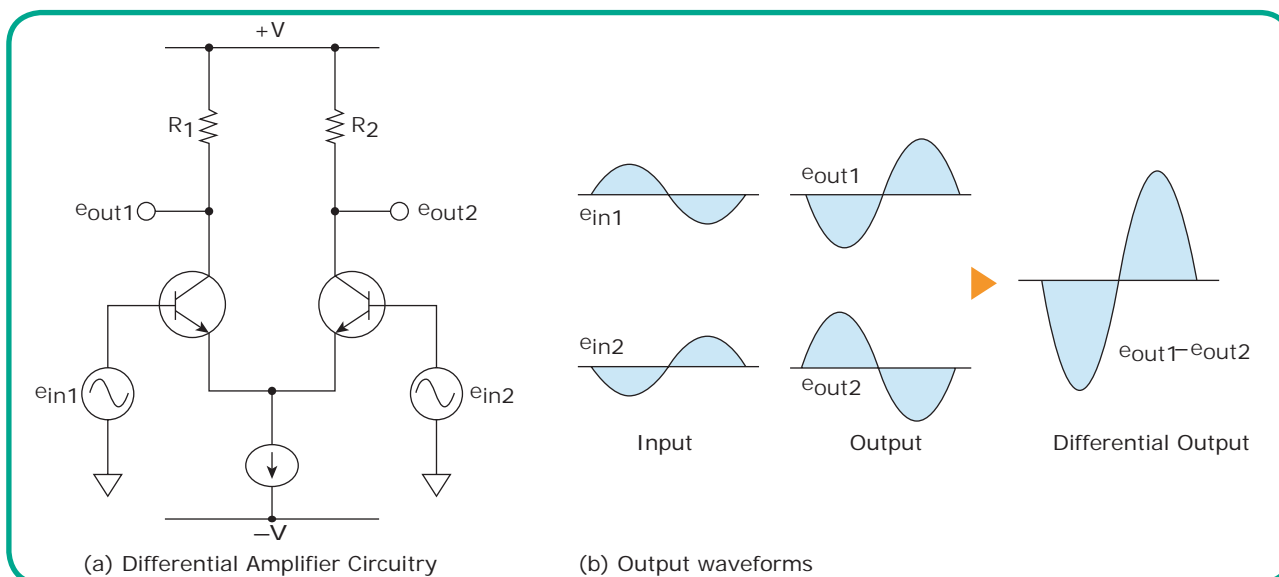 +V
R1
R2
eout1
eout2
ein1
ein2
–V
(a) Differential Amplifier Circuitry
ein1
eout1
ein2
eout2
eout1–eout2
Input
Output
Differential Output
(b) Output waveforms